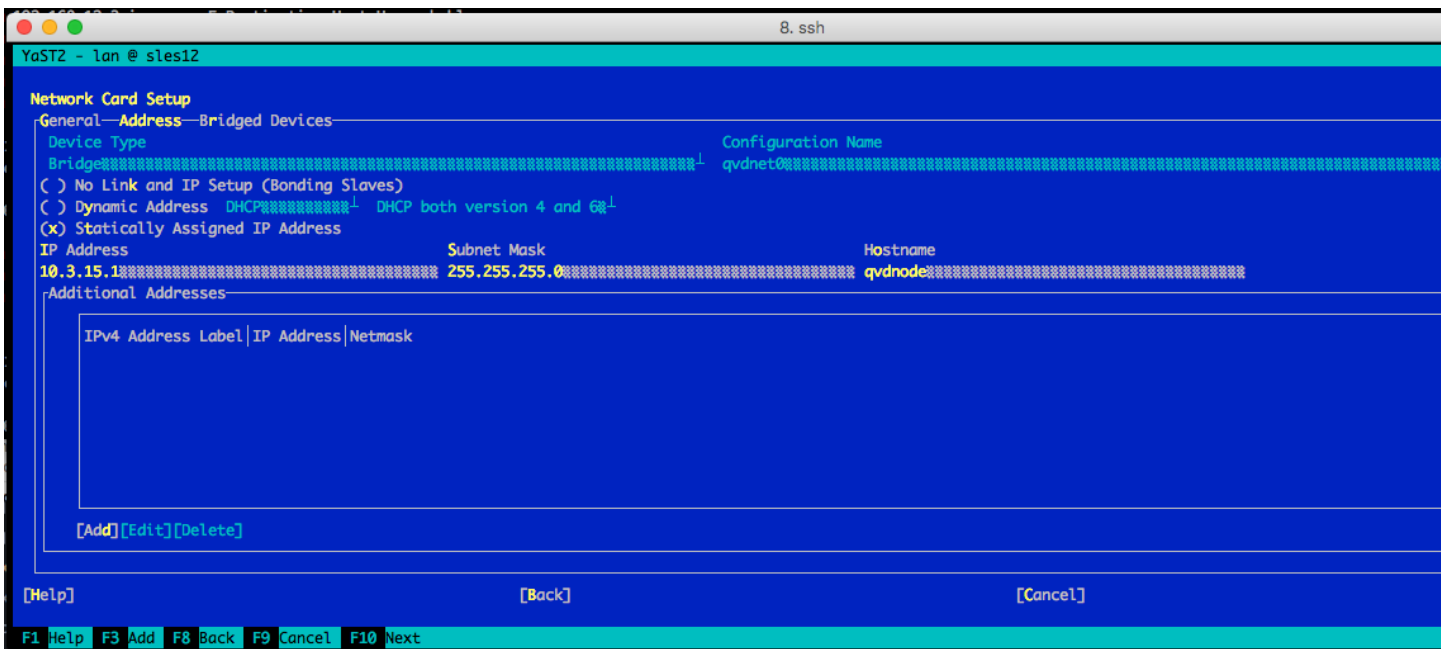 8. ssh
YaST2 - lan @ sles12
Network Card Setup
General Address Bridged Devices
Device Type Configuration Name
Bridge qvdnet0
( ) No Link and IP Setup (Bonding Slaves)
( ) Dynamic Address DHCP DHCP both version 4 and 6
(x) Statically Assigned IP Address
IP Address Subnet Mask Hostname
10.3.15.1 255.255.255.0 qvdnode
Additional Addresses
IPv4 Address Label|IP Address|Netmask
[Add][Edit][Delete]
[Help] [Back] [Cancel]
F1 Help F3 Add F8 Back F9 Cancel F10 Next